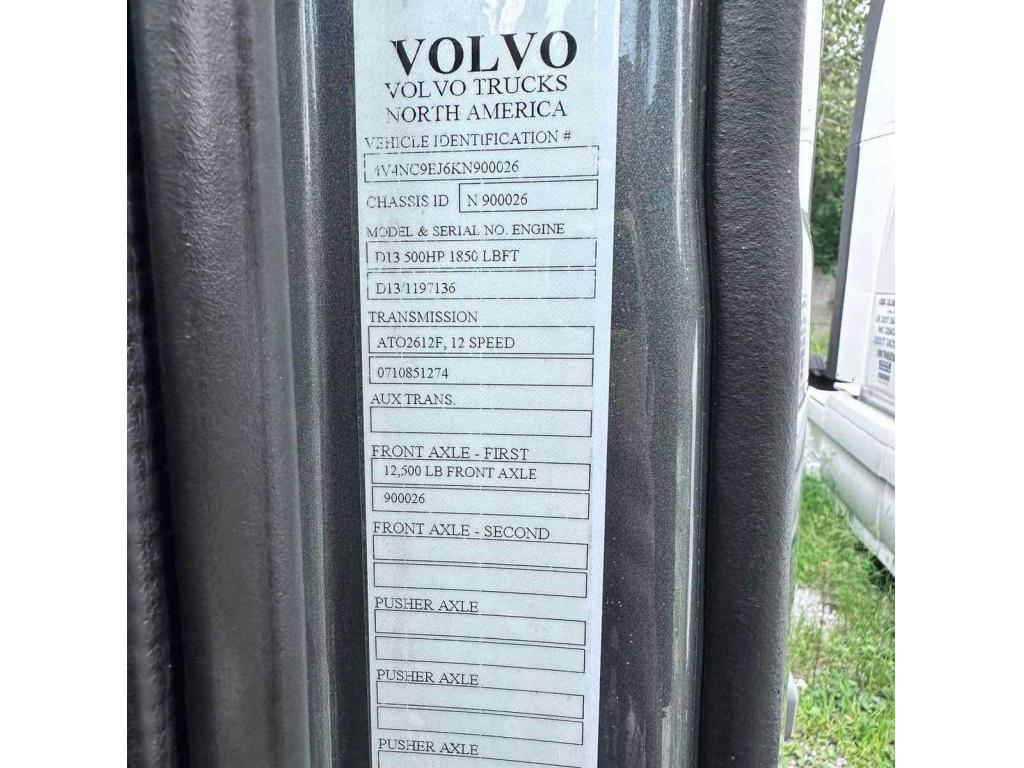 VOLVO
VOLVO TRUCKS
NORTH AMERICA
VEHICLE IDENTIFICATION #
4V4NC9EJ6KN900026
CHASSIS ID N 900026
MODEL & SERIAL NO. ENGINE
D13 500HP 1850 LBFT
D13/1197136
TRANSMISSION
ATO2612F, 12 SPEED
0710851274
AUX TRANS.
FRONT AXLE - FIRST
12,500 LB FRONT AXLE
900026
FRONT AXLE - SECOND
PUSHER AXLE
PUSHER AXLE
PUSHER AXLE